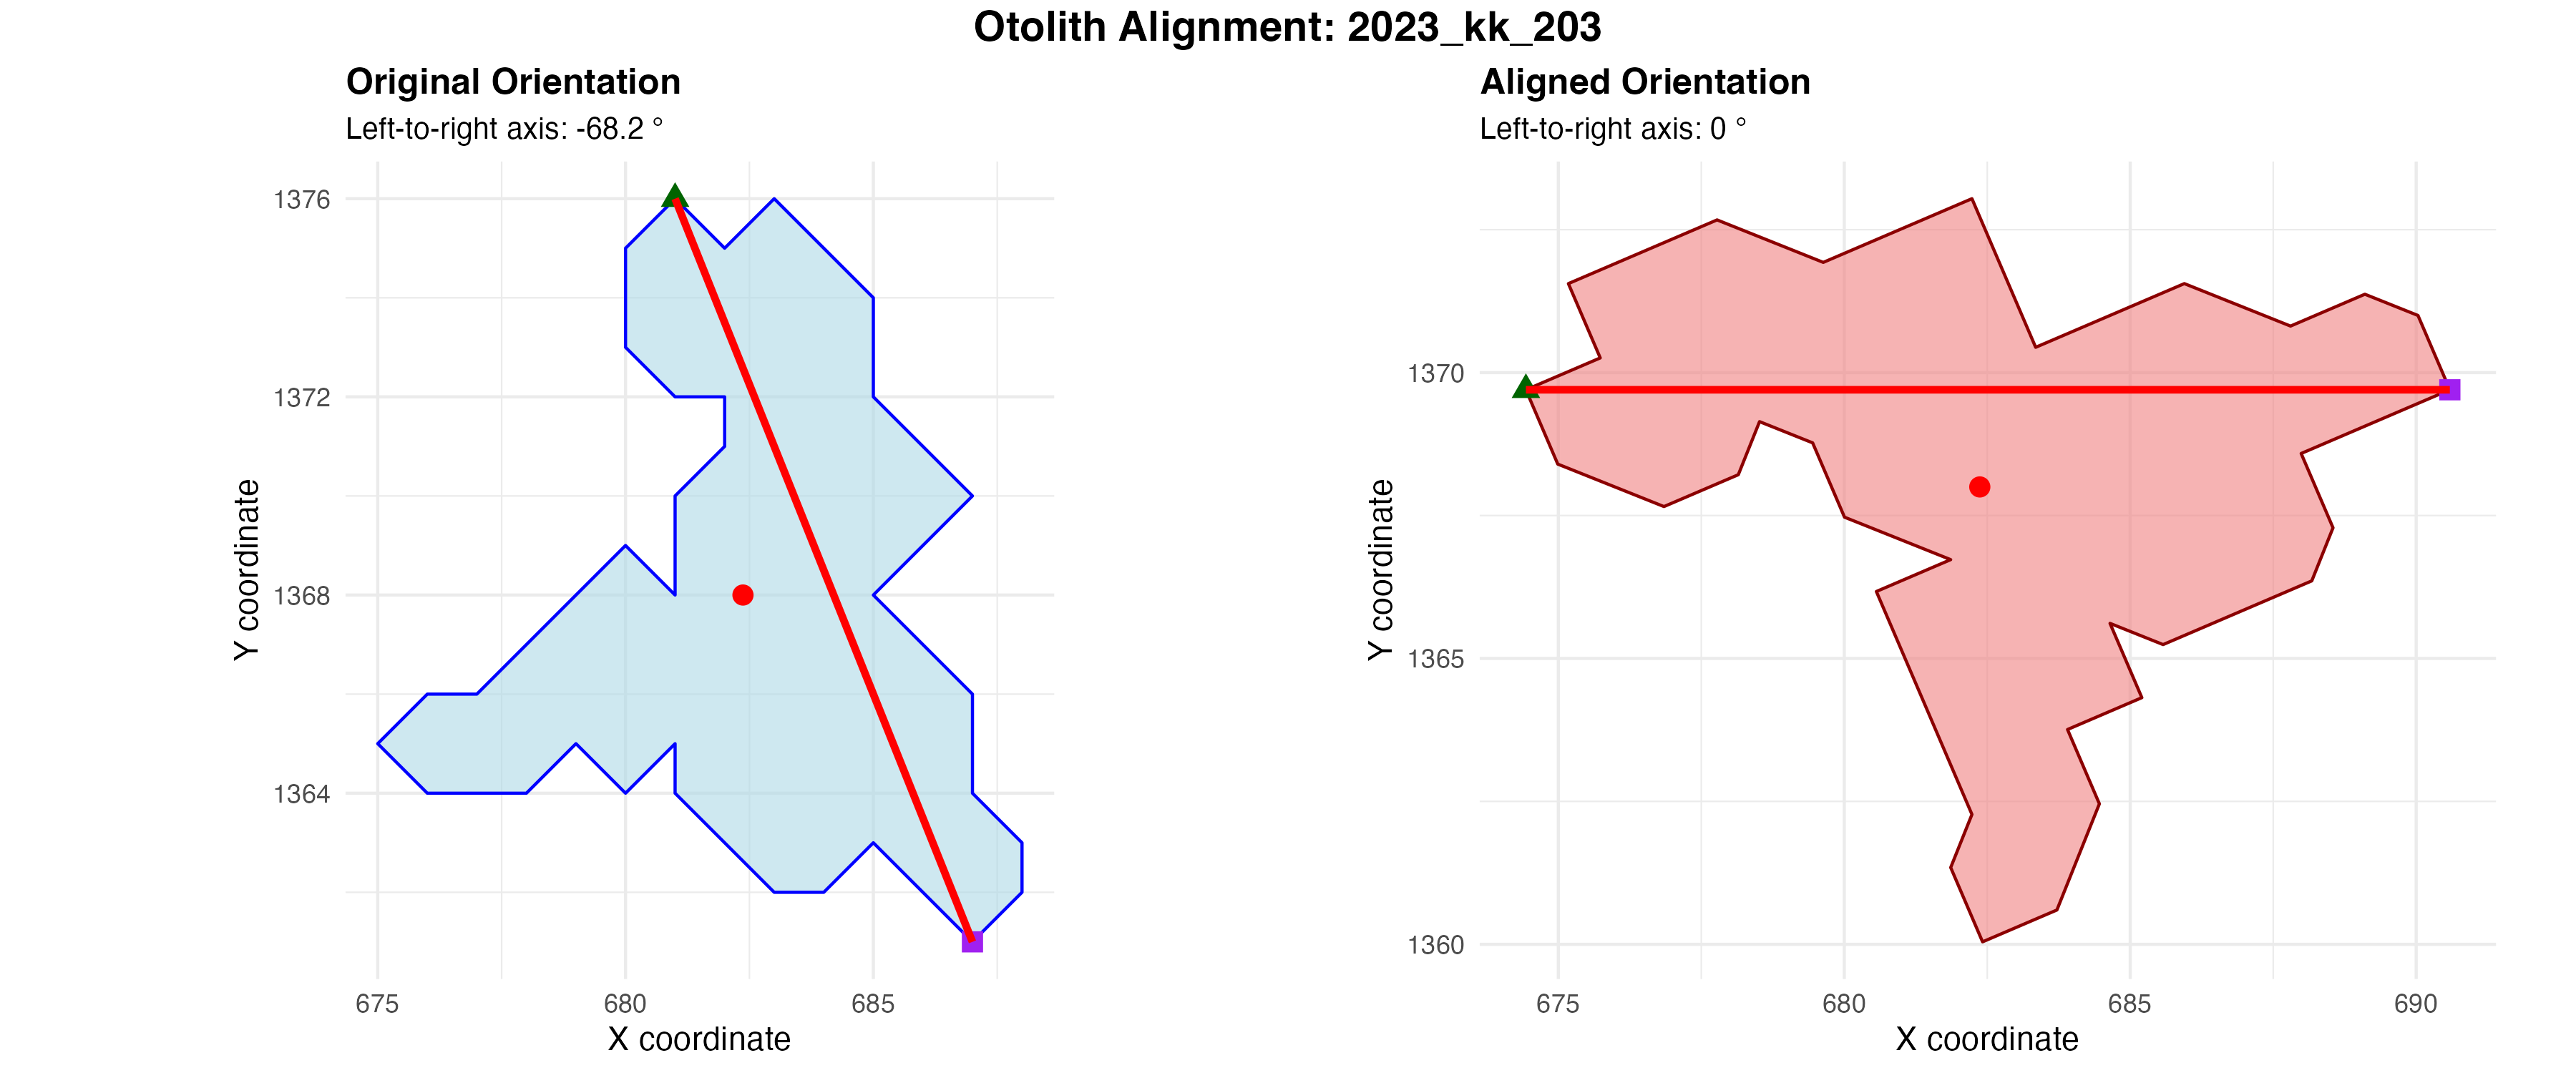 Otolith Alignment: 2023_kk_203
Original Orientation
Left-to-right axis: -68.2 °
1376
1372
1368
1364
Y coordinate
675
680
685
X coordinate
Aligned Orientation
Left-to-right axis: 0 °
1370
1365
1360
Y coordinate
675
680
685
690
X coordinate